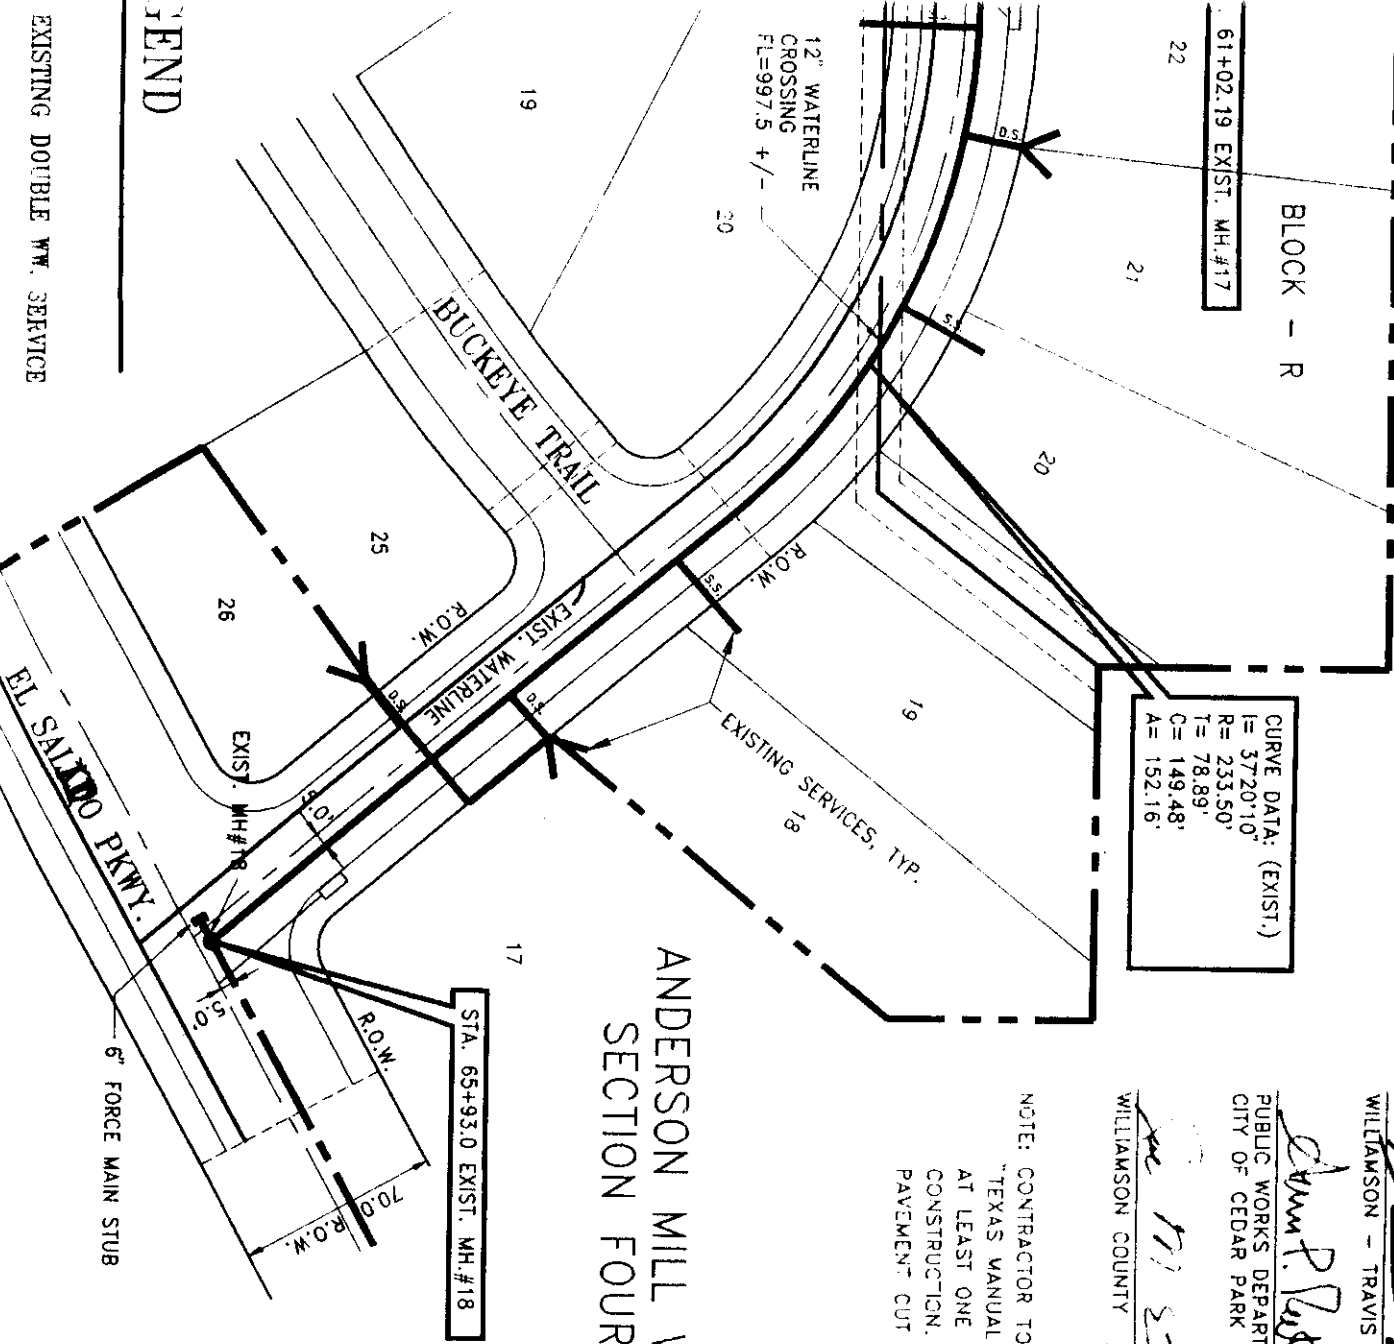 WILLIAMSON - TRAVIS
PUBLIC WORKS DEPART
CITY OF CEDAR PARK
WILLIAMSON COUNTY
NOTE: CONTRACTOR TO
"TEXAS MANUAL
AT LEAST ONE
CONSTRUCTION.
PAVEMENT CUT
61+02.19 EXIST. MH.#17
BLOCK - R
22
21
20
19
18
17
CURVE DATA: (EXIST.)
I= 37°20'10"
R= 233.50'
T= 78.89'
C= 149.48'
A= 152.16'
12" WATERLINE
CROSSING
FL=997.5 +/-
20
19
D.S.
S.S.
S.S.
D.S.
D.S.
R.O.W.
BUCKEYE TRAIL
EXIST. WATERLINE
R.O.W.
25
26
EXISTING SERVICES, TYP.
EXIST. MH#18
5.0'
5.0'
EL SALIDO PKWY.
R.O.W.
70.0'
R.O.W.
6" FORCE MAIN STUB
STA. 65+93.0 EXIST. MH.#18
ANDERSON MILL
SECTION FOUR
GEND
EXISTING DOUBLE WW. SERVICE